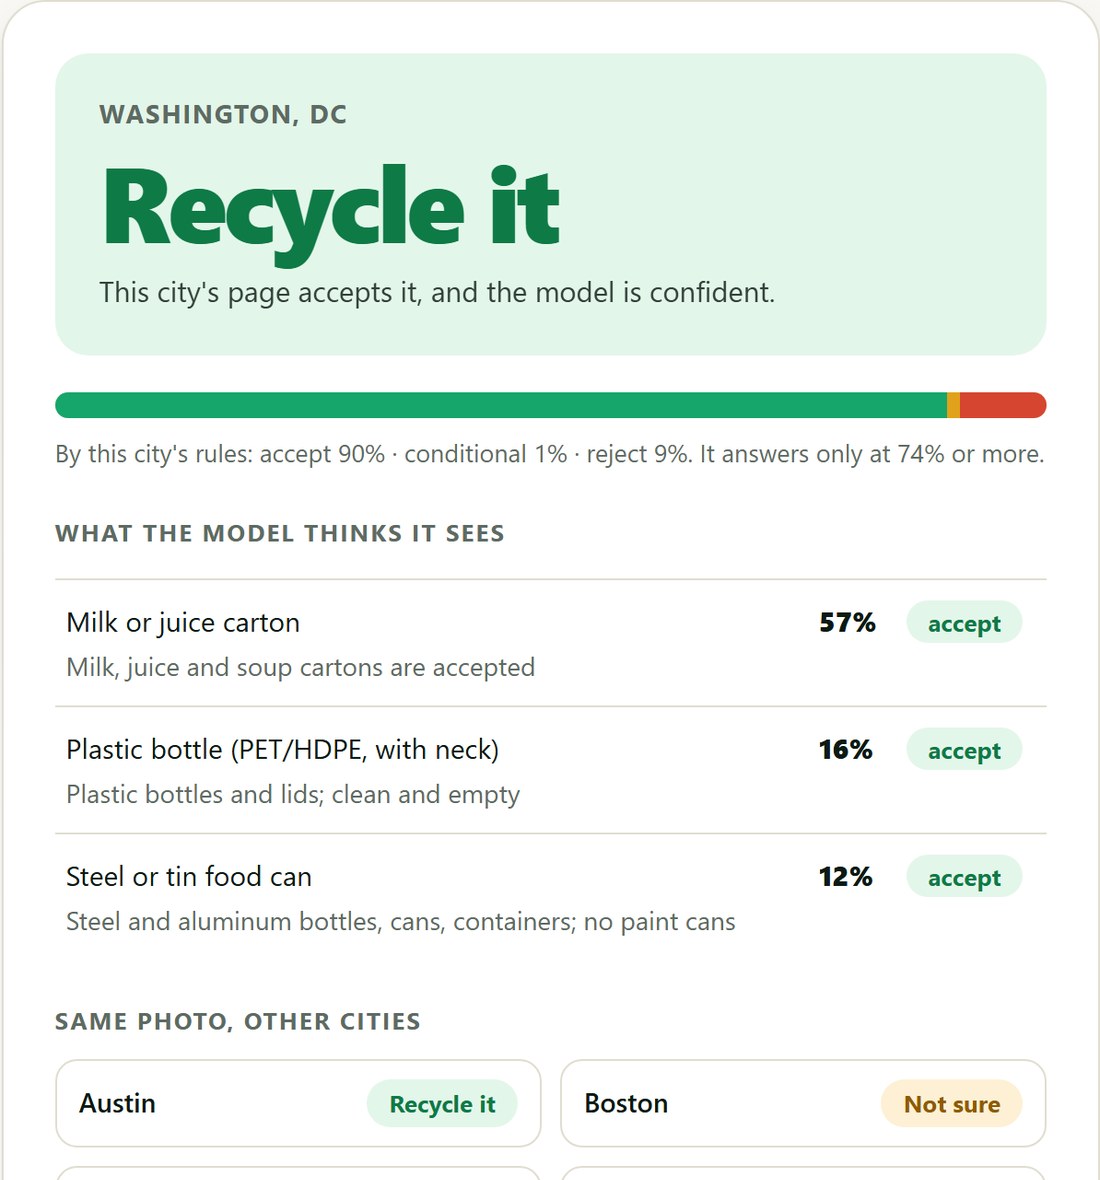 WASHINGTON, DC
Recycle it
This city's page accepts it, and the model is confident.
By this city's rules: accept 90% · conditional 1% · reject 9%. It answers only at 74% or more.
WHAT THE MODEL THINKS IT SEES
Milk or juice carton 57% accept
Milk, juice and soup cartons are accepted
Plastic bottle (PET/HDPE, with neck) 16% accept
Plastic bottles and lids; clean and empty
Steel or tin food can 12% accept
Steel and aluminum bottles, cans, containers; no paint cans
SAME PHOTO, OTHER CITIES
Austin Recycle it
Boston Not sure